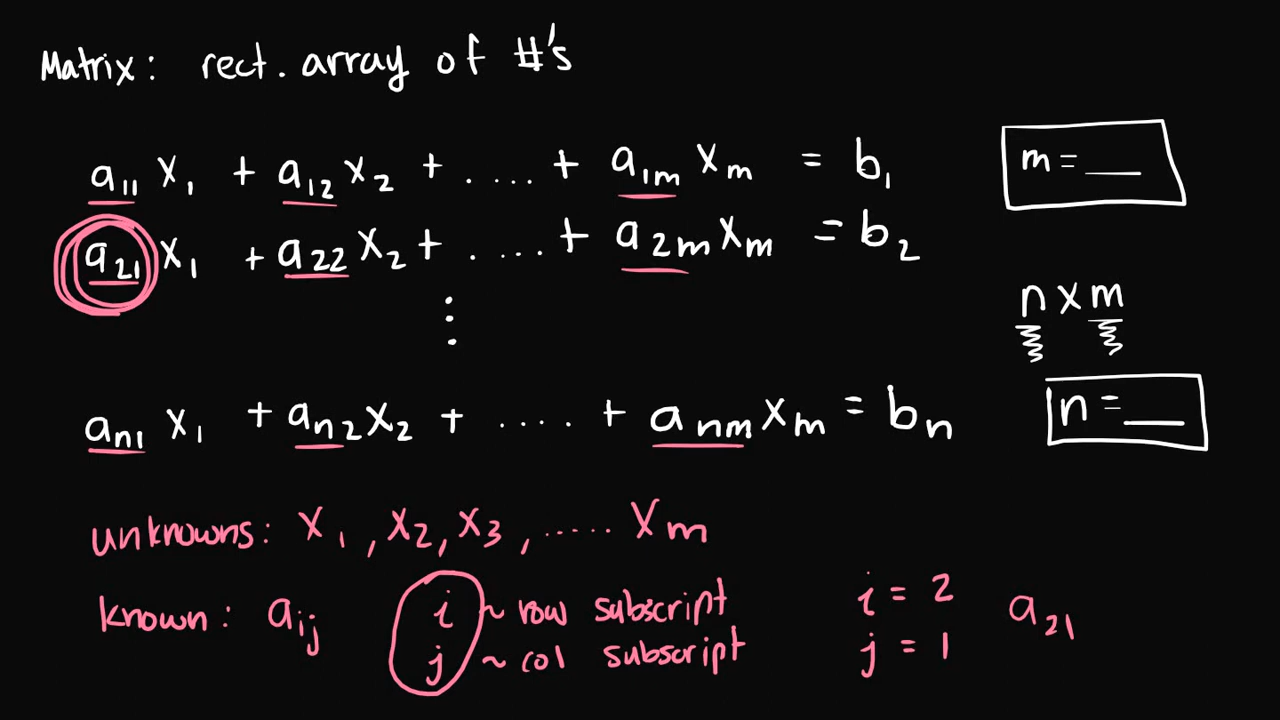 Matrix: rect. array of #'s
a₁₁ x₁ + a₁₂ x₂ + .... + a₁ₘ xₘ = b₁
m = ___
a₂₁ x₁ + a₂₂ x₂ + .... + a₂ₘ xₘ = b₂
⋮
n x m
aₙ₁ x₁ + aₙ₂ x₂ + .... + aₙₘ xₘ = bₙ
n = ___
unknowns: x₁, x₂, x₃, ..... xₘ
known: aᵢⱼ
i ~ row subscript
j ~ col subscript
i = 2
j = 1
a₂₁